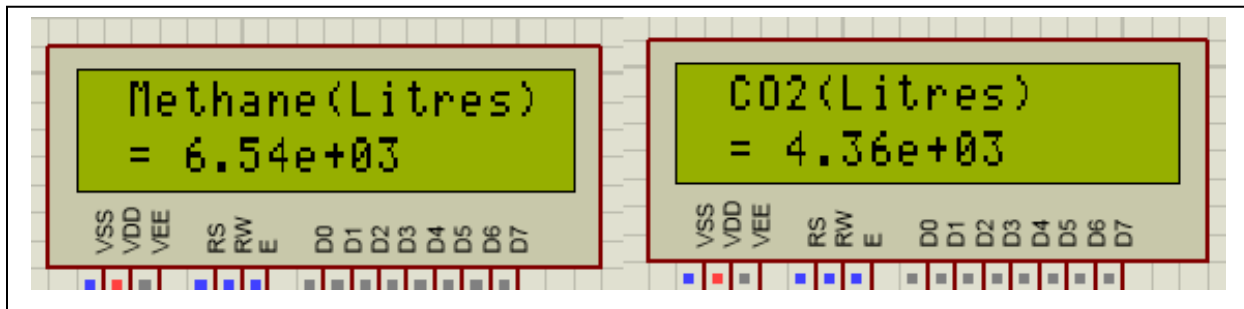 Methane(Litres)
= 6.54e+03
VSS VDD VEE RS RW E D0 D1 D2 D3 D4 D5 D6 D7
CO2(Litres)
= 4.36e+03
VSS VDD VEE RS RW E D0 D1 D2 D3 D4 D5 D6 D7